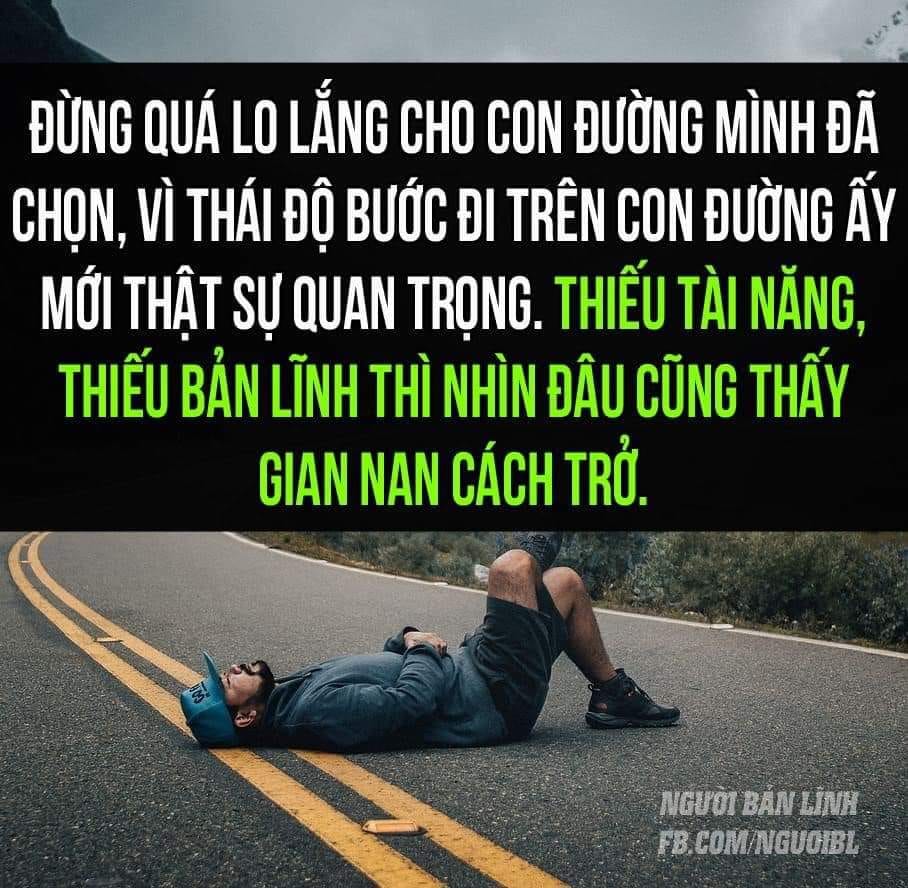 ĐỪNG QUÁ LO LẮNG CHO CON ĐƯỜNG MÌNH ĐÃ
CHỌN, VÌ THÁI ĐỘ BƯỚC ĐI TRÊN CON ĐƯỜNG ẤY
MỚI THẬT SỰ QUAN TRỌNG. THIẾU TÀI NĂNG,
THIẾU BẢN LĨNH THÌ NHÌN ĐÂU CŨNG THẤY
GIAN NAN CÁCH TRỞ.
NGƯỜI BẢN LĨNH
FB.COM/NGUOIBL